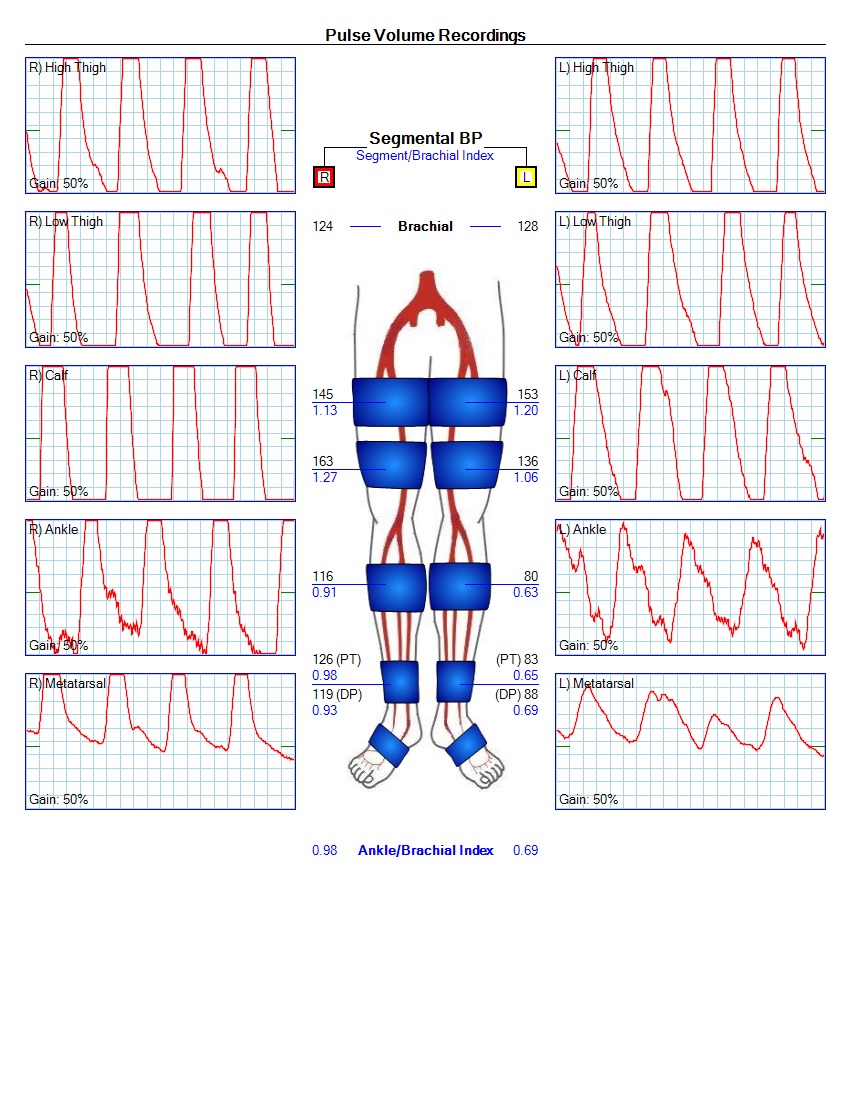 Pulse Volume Recordings
R) High Thigh
Gain: 50%
L) High Thigh
Gain: 50%
Segmental BP
Segment/Brachial Index
R
L
124 Brachial 128
R) Low Thigh
Gain: 50%
L) Low Thigh
Gain: 50%
R) Calf
Gain: 50%
145
1.13
153
1.20
L) Calf
Gain: 50%
163
1.27
136
1.06
R) Ankle
Gain: 50%
116
0.91
80
0.63
L) Ankle
Gain: 50%
126 (PT)
0.98
119 (DP)
0.93
(PT) 83
0.65
(DP) 88
0.69
R) Metatarsal
Gain: 50%
L) Metatarsal
Gain: 50%
0.98 Ankle/Brachial Index 0.69